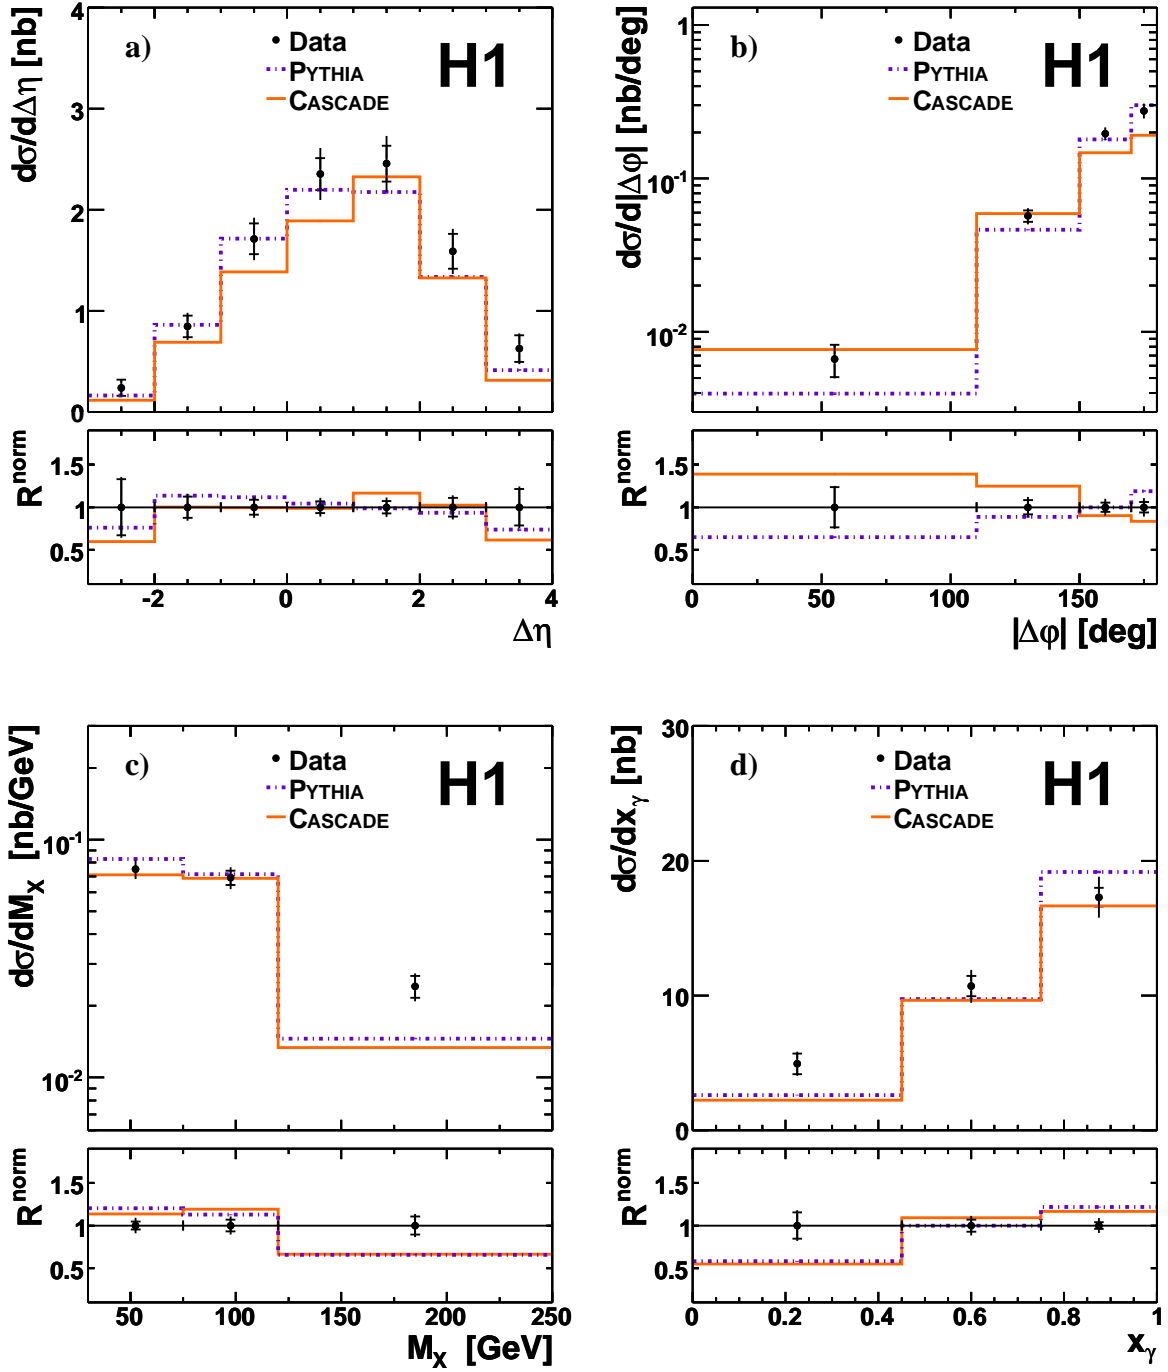 a)
Data
PYTHIA
CASCADE
H1
dσ/dΔη [nb]
4
3
2
1
0
R^norm
1.5
1
0.5
-2 0 2 4
Δη
b)
Data
PYTHIA
CASCADE
H1
dσ/d|Δφ| [nb/deg]
1
10^-1
10^-2
R^norm
1.5
1
0.5
0 50 100 150
|Δφ| [deg]
c)
Data
PYTHIA
CASCADE
H1
dσ/dM_X [nb/GeV]
10^-1
10^-2
R^norm
1.5
1
0.5
50 100 150 200 250
M_X [GeV]
d)
Data
PYTHIA
CASCADE
H1
dσ/dx_γ [nb]
30
20
10
0
R^norm
1.5
1
0.5
0 0.2 0.4 0.6 0.8 1
x_γ